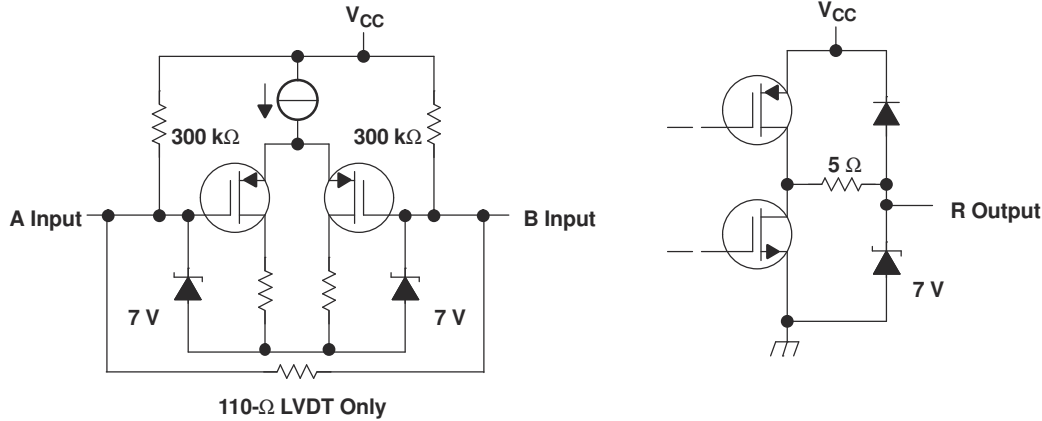 VCC
300 kΩ
300 kΩ
A Input
B Input
7 V
7 V
110-Ω LVDT Only
VCC
5 Ω
R Output
7 V